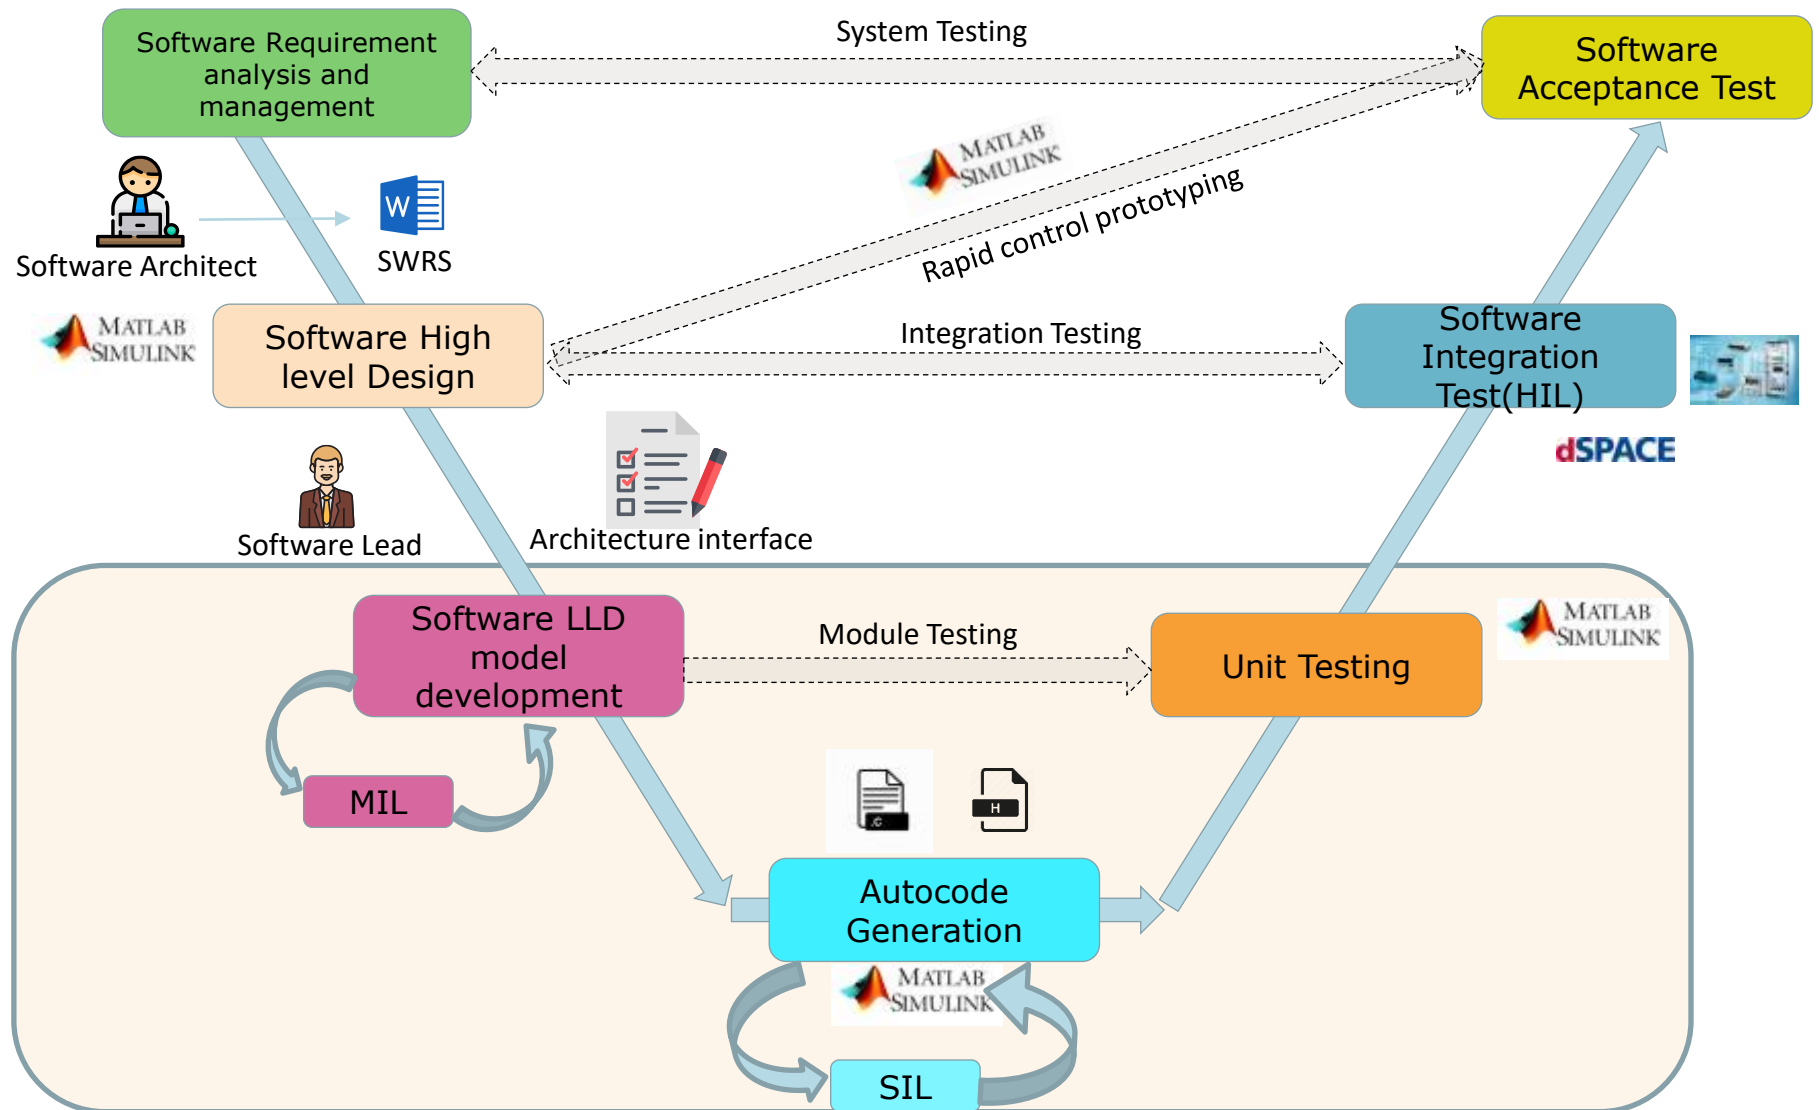 Software Requirement
analysis and
management
System Testing
Software
Acceptance Test
MATLAB
SIMULINK
Rapid control prototyping
W
Software Architect
SWRS
MATLAB
SIMULINK
Software High
level Design
Integration Testing
Software
Integration
Test(HIL)
dSPACE
Software Lead
Architecture interface
Software LLD
model
development
Module Testing
Unit Testing
MATLAB
SIMULINK
MIL
.C
H
Autocode
Generation
MATLAB
SIMULINK
SIL